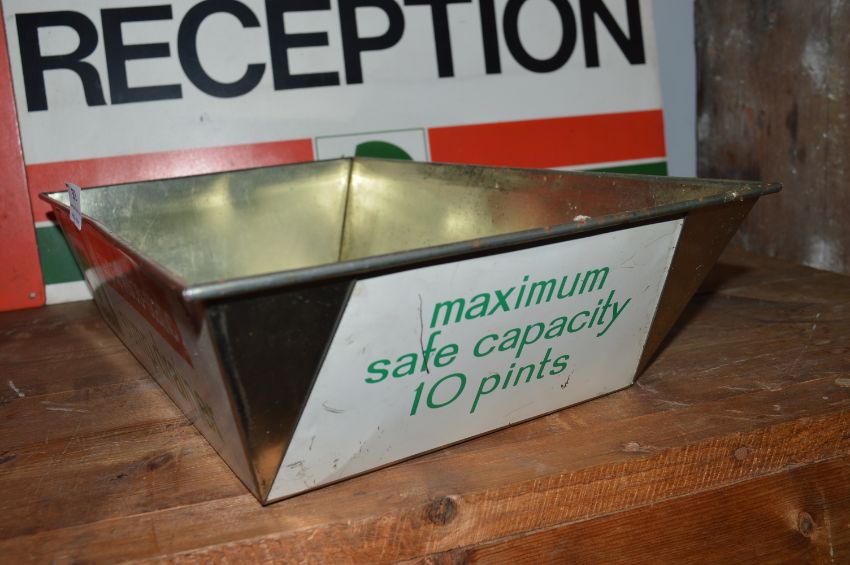 RECEPTION
maximum
safe capacity
10 pints